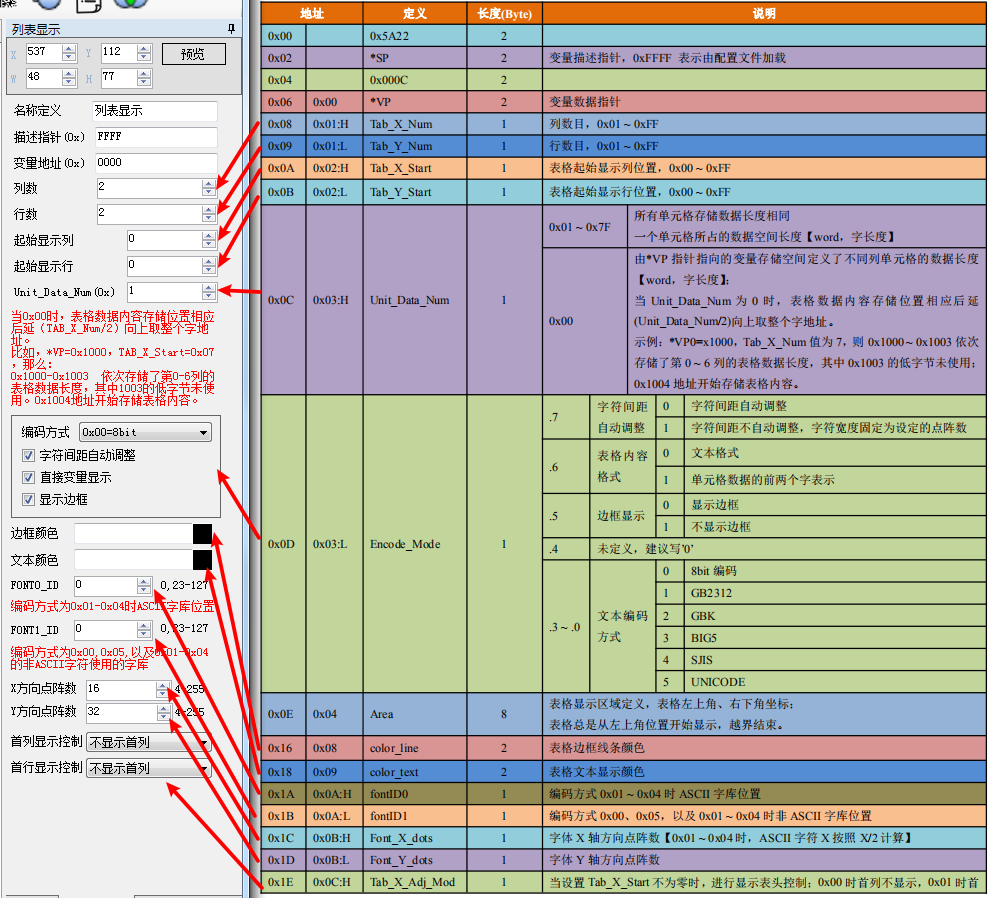 列表显示
X 537 Y 112 预览
W 48 H 77
名称定义 列表显示
描述指针(0x) FFFF
变量地址(0x) 0000
列数 2
行数 2
起始显示列 0
起始显示行 0
Unit_Data_Num(0x) 1
当0x00时，表格数据内容存储位置相应
后延（TAB_X_Num/2）向上取整个字地
址。
比如，*VP=0x1000，TAB_X_Start=0x07
，那么：
0x1000-0x1003 依次存储了第0-6列的
表格数据长度，其中1003的低字节未使
用。0x1004地址开始存储表格内容。
编码方式 0x00=8bit
字符间距自动调整
直接变量显示
显示边框
边框颜色
文本颜色
FONT0_ID 0 0,23-127
编码方式为0x01-0x04时ASCII字库位置
FONT1_ID 0 0,23-127
编码方式为0x00,0x05,以及0x01-0x04
的非ASCII字符使用的字库
X方向点阵数 16 4-255
Y方向点阵数 32 4-255
首列显示控制 不显示首列
首行显示控制 不显示首列
地址 定义 长度(Byte) 说明
0x00 0x5A22 2
0x02 *SP 2 变量描述指针，0xFFFF 表示由配置文件加载
0x04 0x000C 2
0x06 0x00 *VP 2 变量数据指针
0x08 0x01:H Tab_X_Num 1 列数目，0x01～0xFF
0x09 0x01:L Tab_Y_Num 1 行数目，0x01～0xFF
0x0A 0x02:H Tab_X_Start 1 表格起始显示列位置，0x00～0xFF
0x0B 0x02:L Tab_Y_Start 1 表格起始显示行位置，0x00～0xFF
0x0C 0x03:H Unit_Data_Num 1
0x01～0x7F 所有单元格存储数据长度相同
一个单元格所占的数据空间长度【word，字长度】
0x00 由*VP 指针指向的变量存储空间定义了不同列单元格的数据长度
【word，字长度】；
当 Unit_Data_Num 为 0 时，表格数据内容存储位置相应后延
(Unit_Data_Num/2)向上取整个字地址。
示例：*VP0=x1000，Tab_X_Num 值为 7，则 0x1000~ 0x1003 依次
存储了第 0～6 列的表格数据长度，其中 0x1003 的低字节未使用；
0x1004 地址开始存储表格内容。
0x0D 0x03:L Encode_Mode 1
.7 字符间距
自动调整
0 字符间距自动调整
1 字符间距不自动调整，字符宽度固定为设定的点阵数
.6 表格内容
格式
0 文本格式
1 单元格数据的前两个字表示
.5 边框显示
0 显示边框
1 不显示边框
.4 未定义，建议写'0'
.3～.0 文本编码
方式
0 8bit 编码
1 GB2312
2 GBK
3 BIG5
4 SJIS
5 UNICODE
0x0E 0x04 Area 8 表格显示区域定义，表格左上角、右下角坐标；
表格总是从左上角位置开始显示，越界结束。
0x16 0x08 color_line 2 表格边框线条颜色
0x18 0x09 color_text 2 表格文本显示颜色
0x1A 0x0A:H fontID0 1 编码方式 0x01～0x04 时 ASCII 字库位置
0x1B 0x0A:L fontID1 1 编码方式 0x00、0x05，以及 0x01～0x04 时非 ASCII 字库位置
0x1C 0x0B:H Font_X_dots 1 字体 X 轴方向点阵数【0x01～0x04 时，ASCII 字符 X 按照 X/2 计算】
0x1D 0x0B:L Font_Y_dots 1 字体 Y 轴方向点阵数
0x1E 0x0C:H Tab_X_Adj_Mod 1 当设置 Tab_X_Start 不为零时，进行显示表头控制；0x00 时首列不显示，0x01 时首